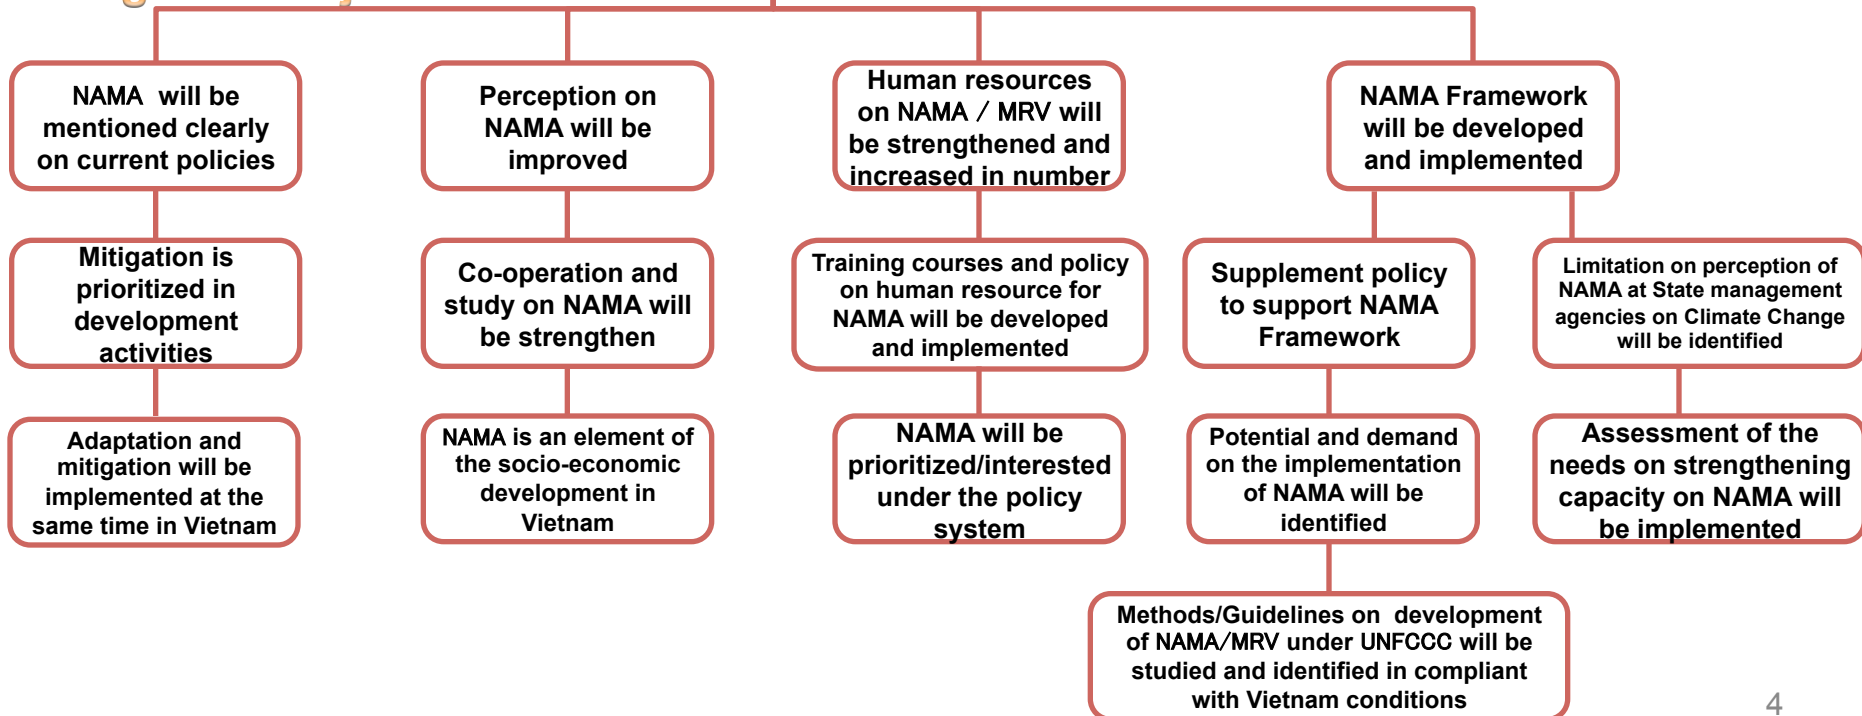 NAMA will be
mentioned clearly
on current policies
Perception on
NAMA will be
improved
Human resources
on NAMA / MRV will
be strengthened and
increased in number
NAMA Framework
will be developed
and implemented
Mitigation is
prioritized in
development
activities
Co-operation and
study on NAMA will
be strengthen
Training courses and policy
on human resource for
NAMA will be developed
and implemented
Supplement policy
to support NAMA
Framework
Limitation on perception of
NAMA at State management
agencies on Climate Change
will be identified
Adaptation and
mitigation will be
implemented at the
same time in Vietnam
NAMA is an element of
the socio-economic
development in
Vietnam
NAMA will be
prioritized/interested
under the policy
system
Potential and demand
on the implementation
of NAMA will be
identified
Assessment of the
needs on strengthening
capacity on NAMA will
be implemented
Methods/Guidelines on development
of NAMA/MRV under UNFCCC will be
studied and identified in compliant
with Vietnam conditions
4